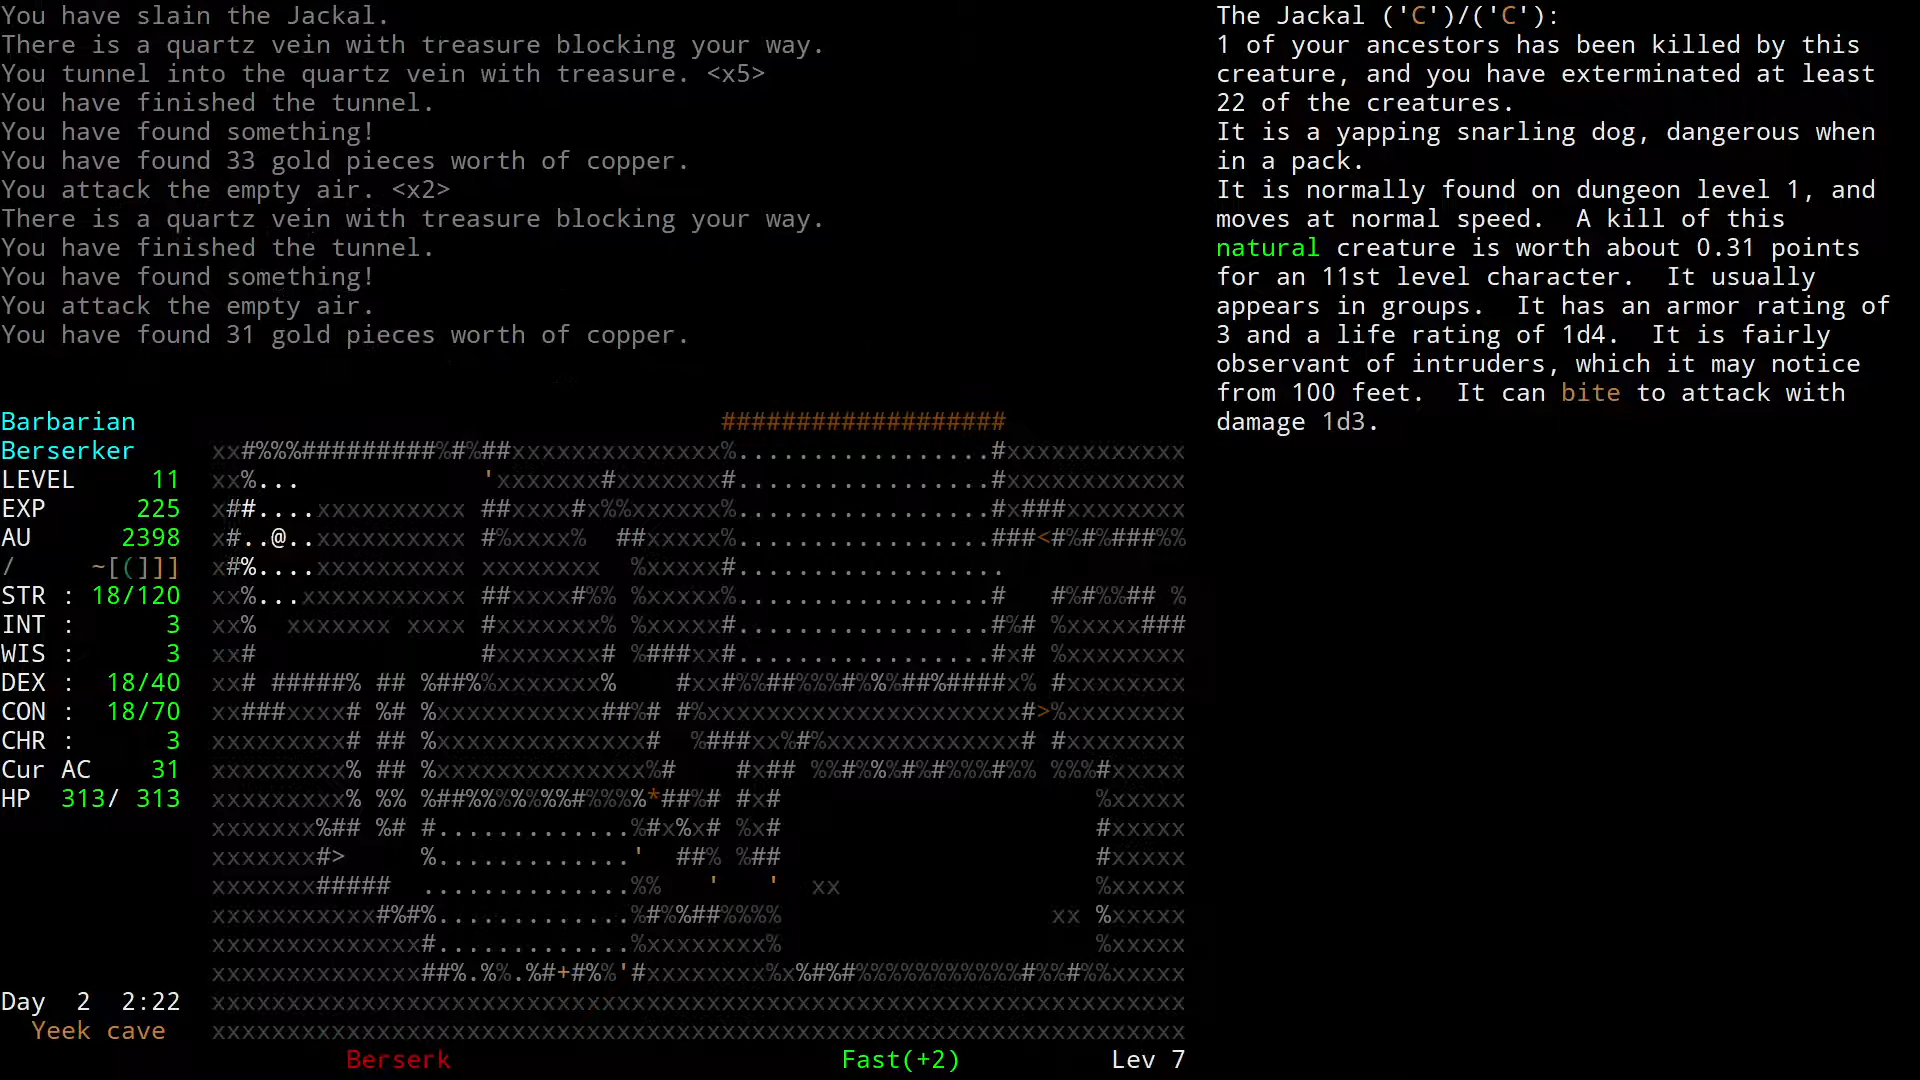 You have slain the Jackal.
There is a quartz vein with treasure blocking your way.
You tunnel into the quartz vein with treasure. <x5>
You have finished the tunnel.
You have found something!
You have found 33 gold pieces worth of copper.
You attack the empty air. <x2>
There is a quartz vein with treasure blocking your way.
You have finished the tunnel.
You have found something!
You attack the empty air.
You have found 31 gold pieces worth of copper.
The Jackal ('C')/('C'):
1 of your ancestors has been killed by this
creature, and you have exterminated at least
22 of the creatures.
It is a yapping snarling dog, dangerous when
in a pack.
It is normally found on dungeon level 1, and
moves at normal speed.  A kill of this
natural creature is worth about 0.31 points
for an 11st level character.  It usually
appears in groups.  It has an armor rating of
3 and a life rating of 1d4.  It is fairly
observant of intruders, which it may notice
from 100 feet.  It can bite to attack with
damage 1d3.
Barbarian
Berserker
LEVEL 11
EXP 225
AU 2398
/ ~[(]]]
STR : 18/120
INT : 3
WIS : 3
DEX : 18/40
CON : 18/70
CHR : 3
Cur AC 31
HP 313/ 313
Day 2 2:22
Yeek cave
Berserk
Fast(+2)
Lev 7